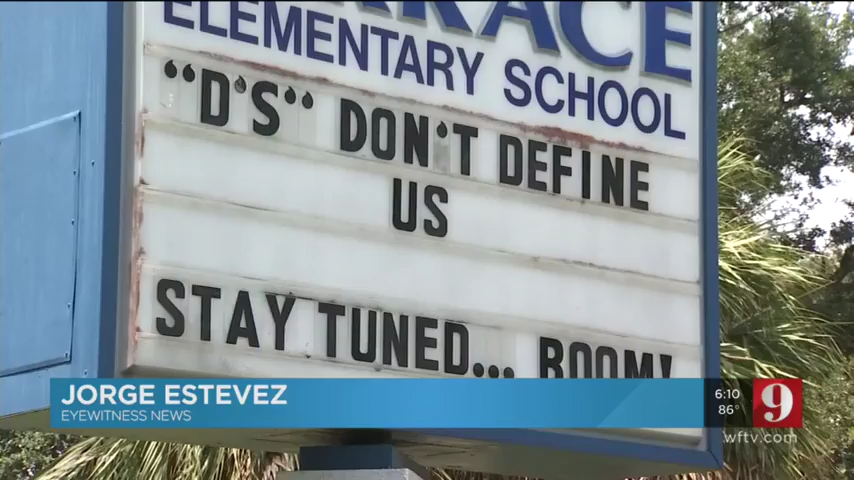 ELEMENTARY SCHOOL
"D'S" DON'T DEFINE
US
STAY TUNED... BOOM!
JORGE ESTEVEZ
EYEWITNESS NEWS
6:10
86°
9
wftv.com